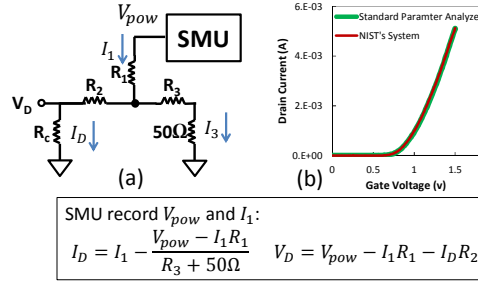 V_pow
SMU
I_1
R_1
R_2
R_3
V_D
R_c
I_D
50Ω
I_3
(a)
(b)
Standard Paramter Analyze
NIST's System
Drain Current (A)
6.E-03
4.E-03
2.E-03
0.E+00
0
0.5
1
1.5
Gate Voltage (v)
SMU record V_pow and I_1:
I_D = I_1 − (V_pow − I_1R_1)/(R_3 + 50Ω) V_D = V_pow − I_1R_1 − I_DR_2